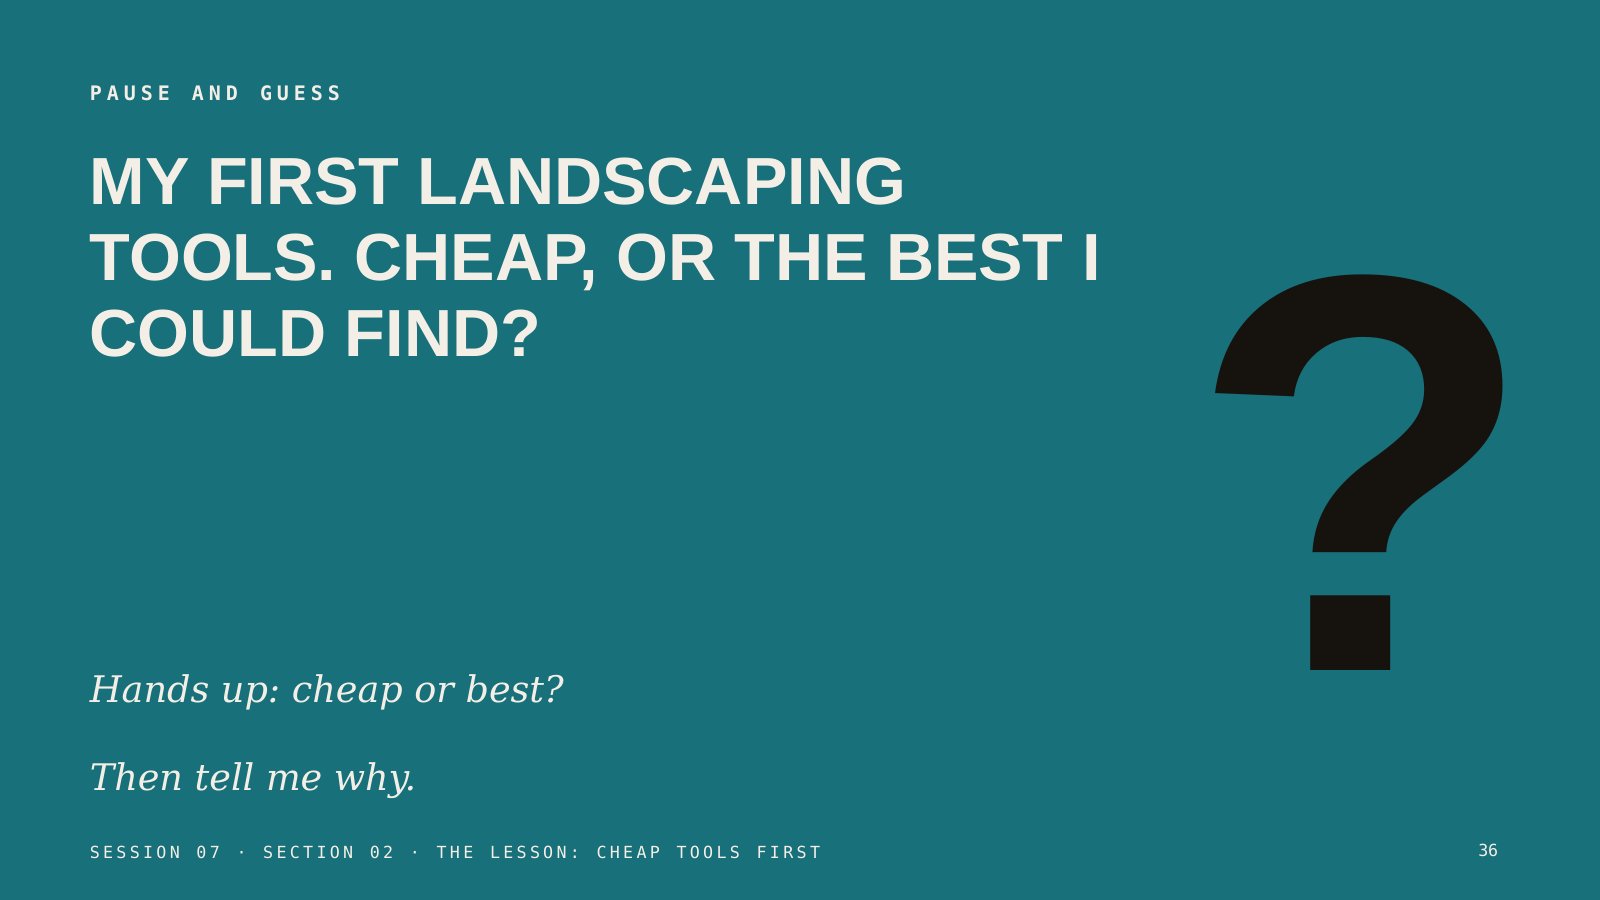 PAUSE AND GUESS
MY FIRST LANDSCAPING
TOOLS. CHEAP, OR THE BEST I
COULD FIND?
?
Hands up: cheap or best?
Then tell me why.
SESSION 07 · SECTION 02 · THE LESSON: CHEAP TOOLS FIRST
36